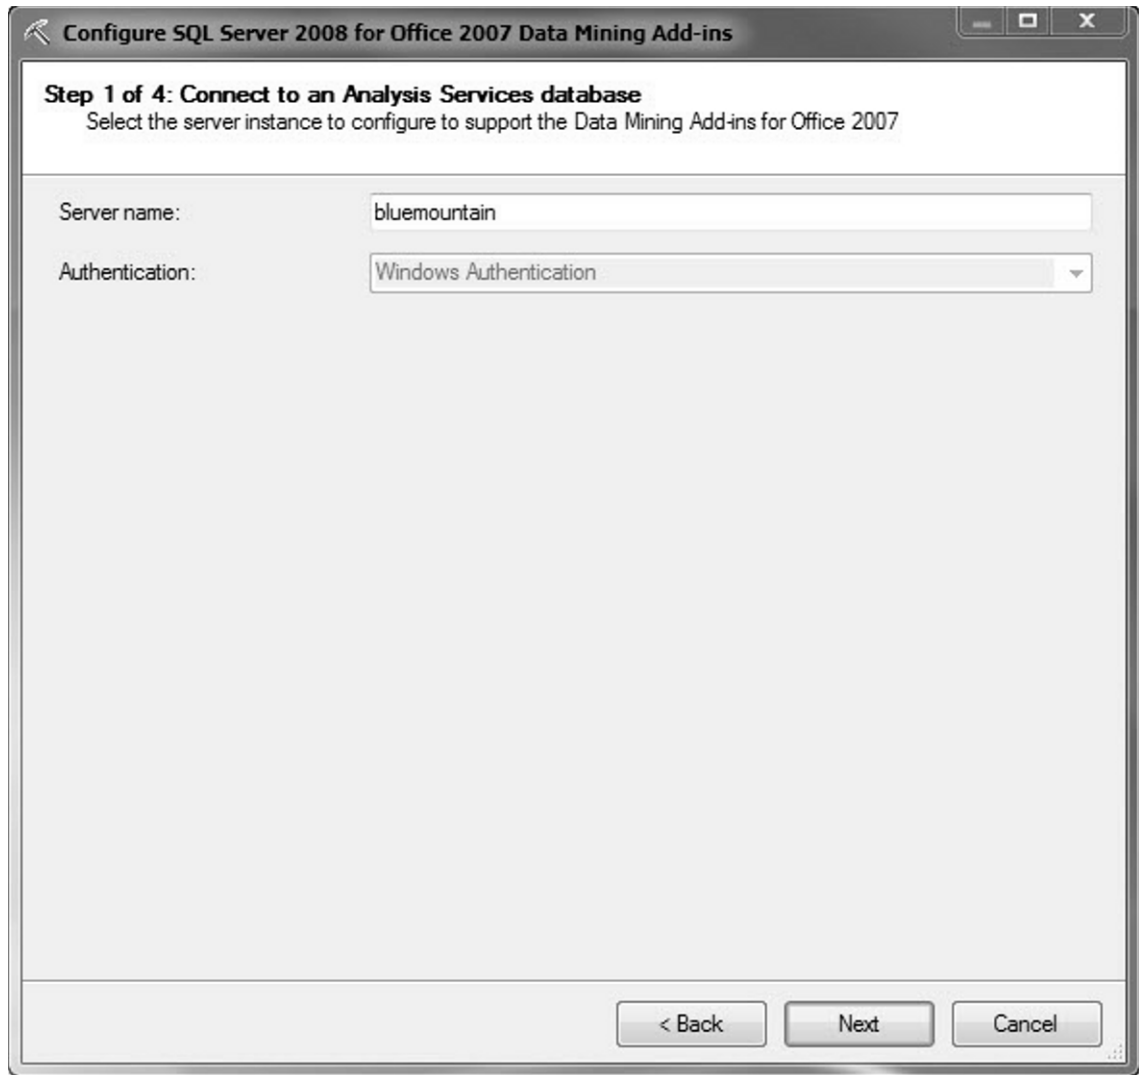 Configure SQL Server 2008 for Office 2007 Data Mining Add-ins
Step 1 of 4: Connect to an Analysis Services database
Select the server instance to configure to support the Data Mining Add-ins for Office 2007
Server name:
bluemountain
Authentication:
Windows Authentication
< Back
Next
Cancel